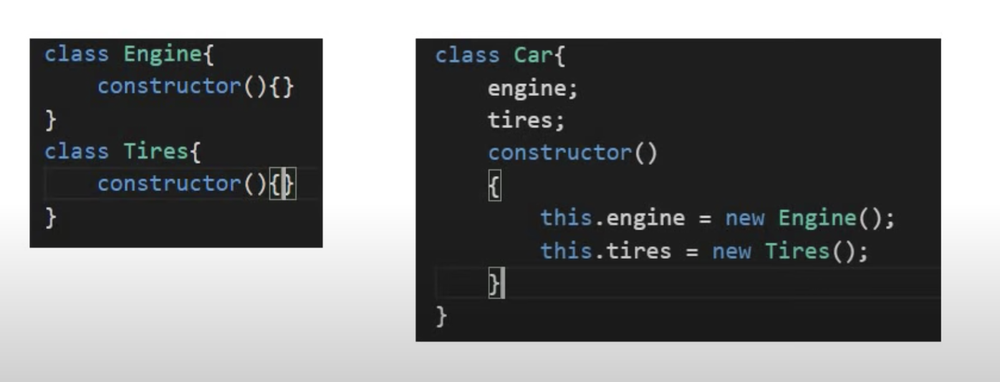 class Engine{
    constructor(){}
}
class Tires{
    constructor(){}
}
class Car{
    engine;
    tires;
    constructor()
    {
        this.engine = new Engine();
        this.tires = new Tires();
    }
}